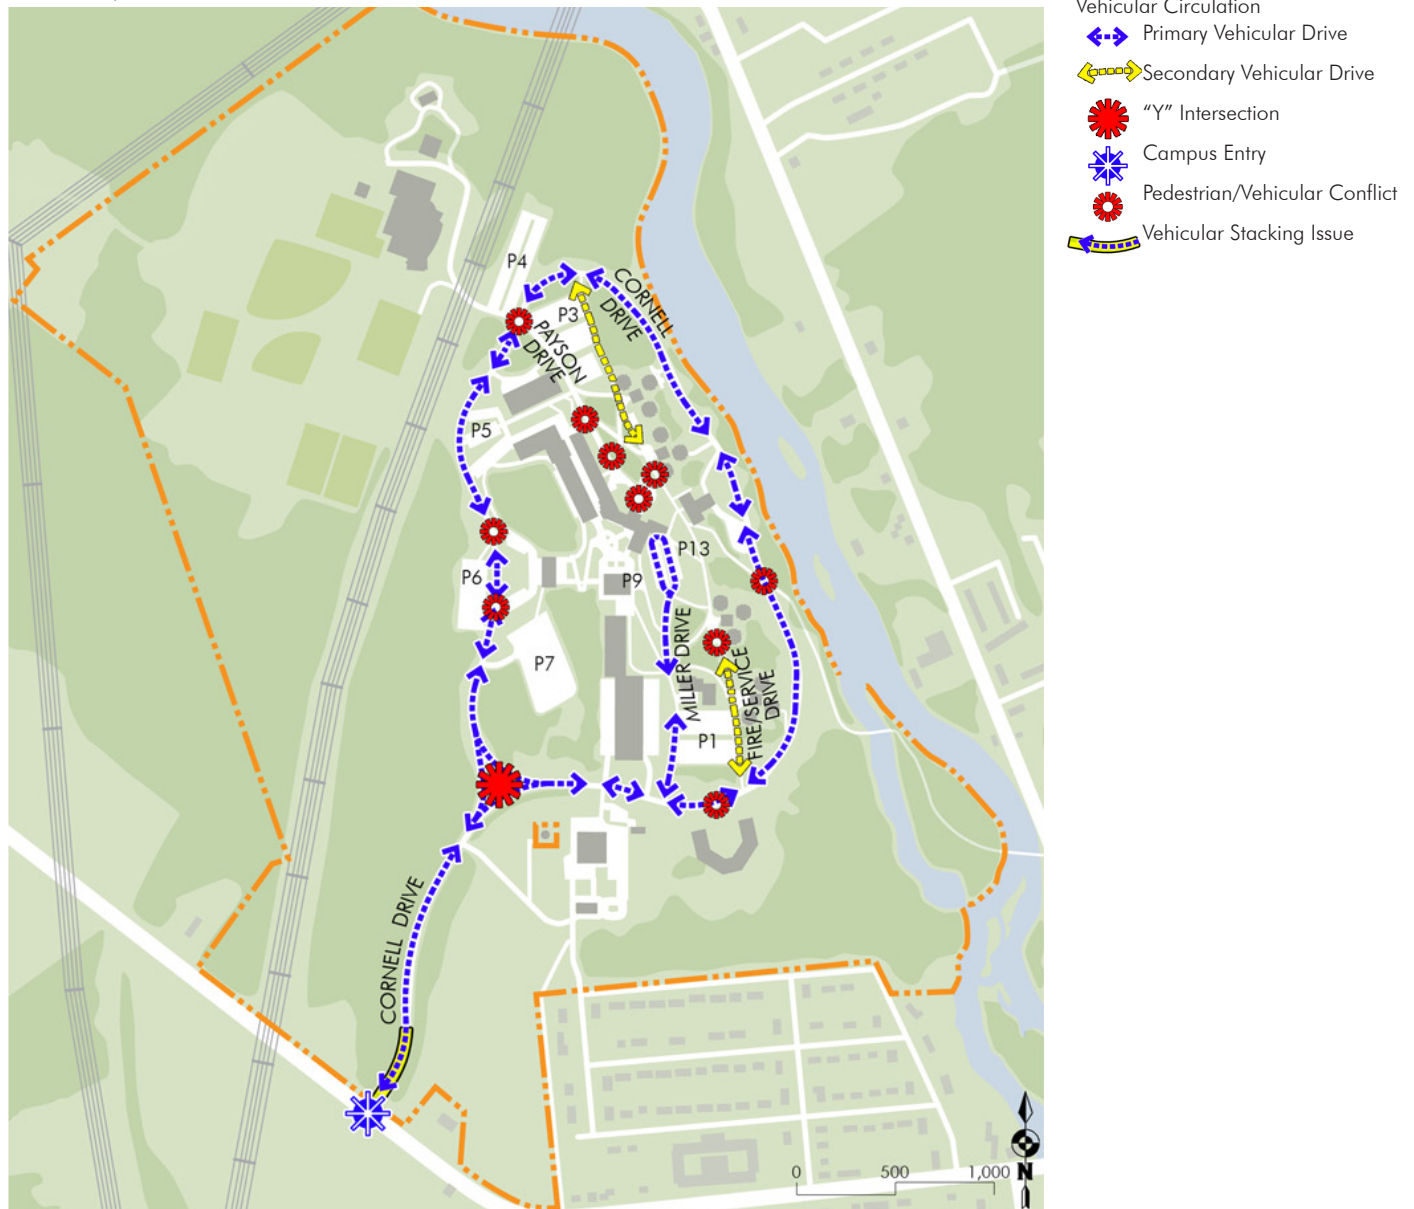 Vehicular Circulation
Primary Vehicular Drive
Secondary Vehicular Drive
“Y” Intersection
Campus Entry
Pedestrian/Vehicular Conflict
Vehicular Stacking Issue
P4
CORNELL
DRIVE
P3
PAYSON
DRIVE
P5
P13
P6
P9
MILLER DRIVE
P7
FIRE/SERVICE
DRIVE
P1
CORNELL DRIVE
0 500 1,000 N